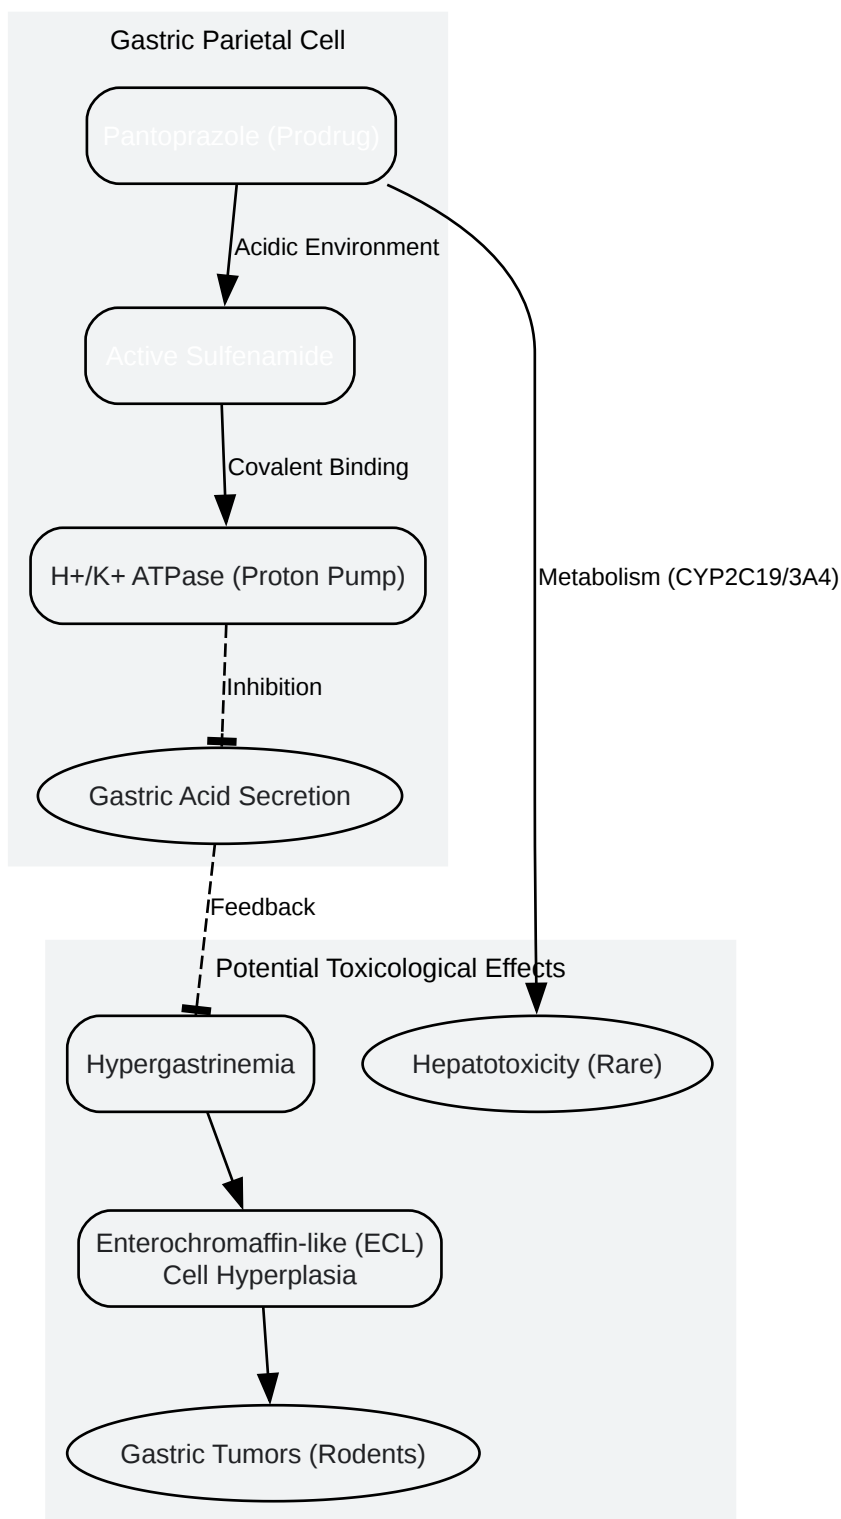 Gastric Parietal Cell
Pantoprazole (Prodrug)
Acidic Environment
Active Sulfenamide
Covalent Binding
H+/K+ ATPase (Proton Pump)
Metabolism (CYP2C19/3A4)
Inhibition
Gastric Acid Secretion
Feedback
Potential Toxicological Effects
Hypergastrinemia
Hepatotoxicity (Rare)
Enterochromaffin-like (ECL)
Cell Hyperplasia
Gastric Tumors (Rodents)